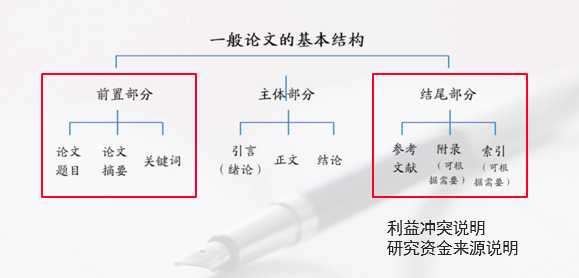 一般论文的基本结构
前置部分
主体部分
结尾部分
论文
题目
论文
摘要
关键词
引言
（绪论）
正文
结论
参考
文献
附录
（可根
据需要）
索引
（可根
据需要）
利益冲突说明
研究资金来源说明